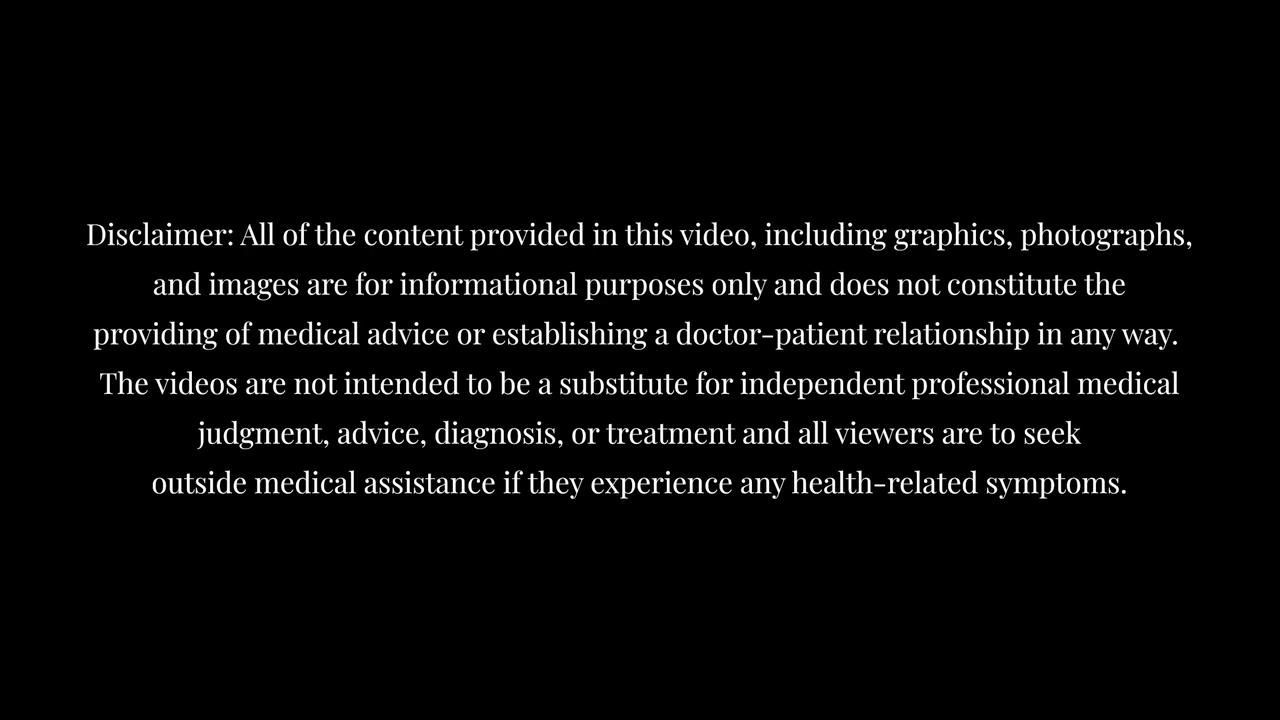 Disclaimer: All of the content provided in this video, including graphics, photographs,
and images are for informational purposes only and does not constitute the
providing of medical advice or establishing a doctor-patient relationship in any way.
The videos are not intended to be a substitute for independent professional medical
judgment, advice, diagnosis, or treatment and all viewers are to seek
outside medical assistance if they experience any health-related symptoms.